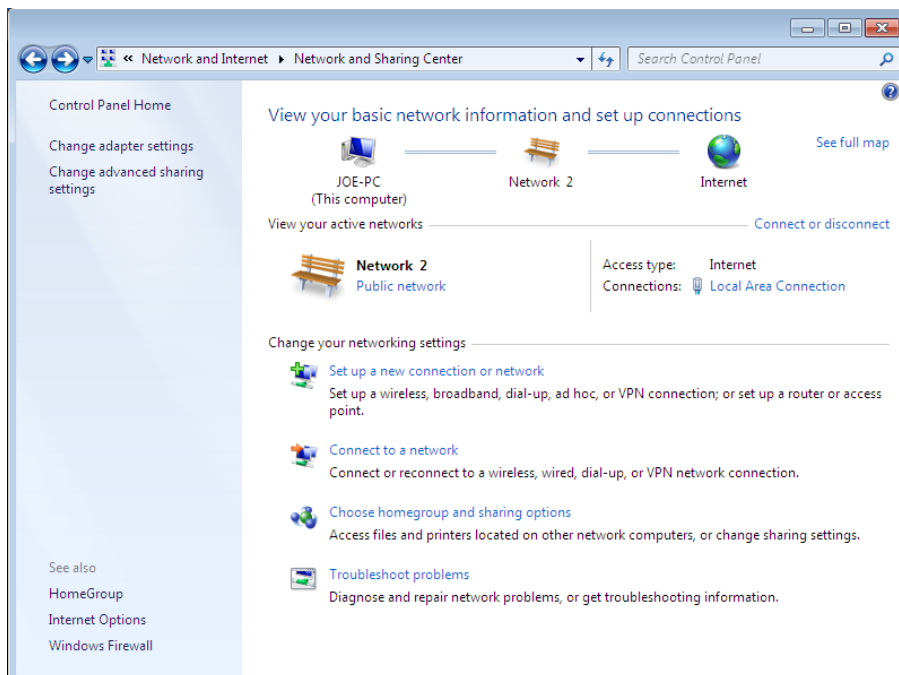 « Network and Internet ▸ Network and Sharing Center
Search Control Panel
Control Panel Home
Change adapter settings
Change advanced sharing
settings
See also
HomeGroup
Internet Options
Windows Firewall
View your basic network information and set up connections
See full map
JOE-PC
(This computer)
Network 2
Internet
View your active networks
Connect or disconnect
Network 2
Public network
Access type: Internet
Connections: Local Area Connection
Change your networking settings
Set up a new connection or network
Set up a wireless, broadband, dial-up, ad hoc, or VPN connection; or set up a router or access
point.
Connect to a network
Connect or reconnect to a wireless, wired, dial-up, or VPN network connection.
Choose homegroup and sharing options
Access files and printers located on other network computers, or change sharing settings.
Troubleshoot problems
Diagnose and repair network problems, or get troubleshooting information.